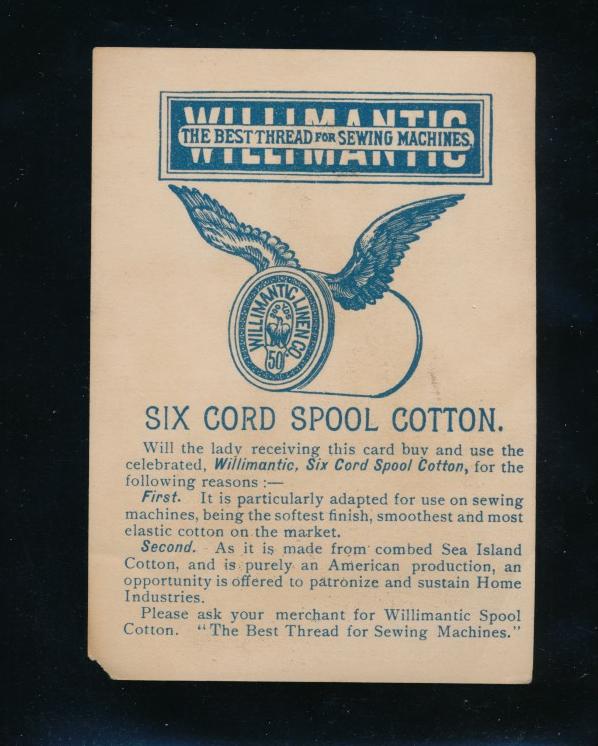 WILLIMANTIC
THE BEST THREAD FOR SEWING MACHINES.
WILLIMANTIC LINEN CO.
200 YDS
50
SIX CORD SPOOL COTTON.
Will the lady receiving this card buy and use the
celebrated, Willimantic, Six Cord Spool Cotton, for the
following reasons :—
First. It is particularly adapted for use on sewing
machines, being the softest finish, smoothest and most
elastic cotton on the market.
Second. As it is made from combed Sea Island
Cotton, and is purely an American production, an
opportunity is offered to patronize and sustain Home
Industries.
Please ask your merchant for Willimantic Spool
Cotton. "The Best Thread for Sewing Machines."